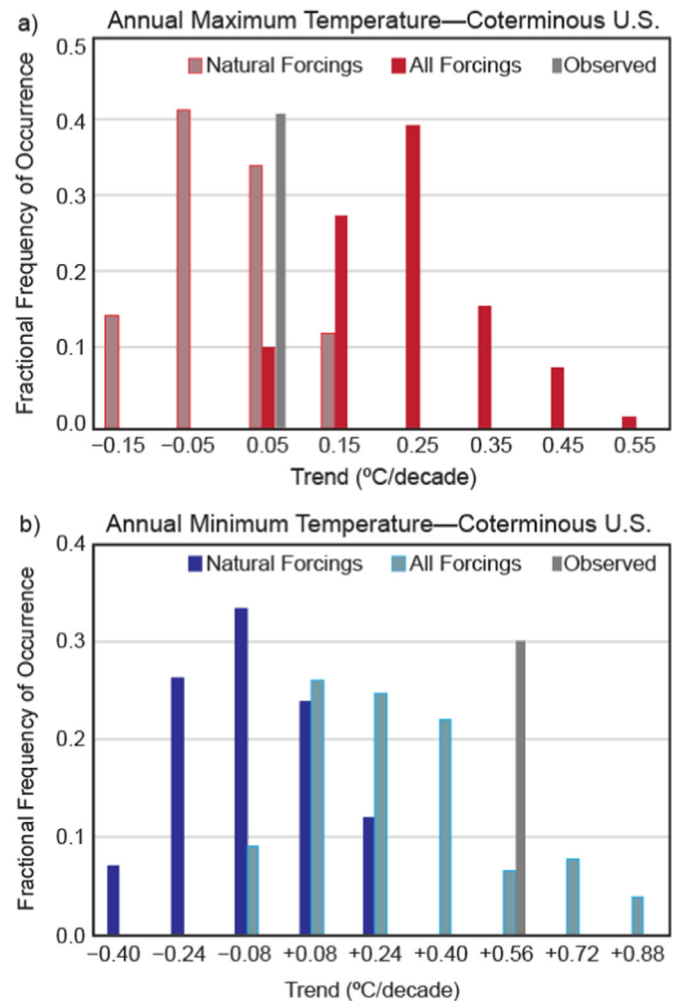 a) Annual Maximum Temperature—Coterminous U.S.
Natural Forcings All Forcings Observed
Fractional Frequency of Occurrence
0.5
0.4
0.3
0.2
0.1
0.0
−0.15 −0.05 0.05 0.15 0.25 0.35 0.45 0.55
Trend (ºC/decade)
b) Annual Minimum Temperature—Coterminous U.S.
Natural Forcings All Forcings Observed
Fractional Frequency of Occurrence
0.4
0.3
0.2
0.1
0.0
−0.40 −0.24 −0.08 +0.08 +0.24 +0.40 +0.56 +0.72 +0.88
Trend (ºC/decade)